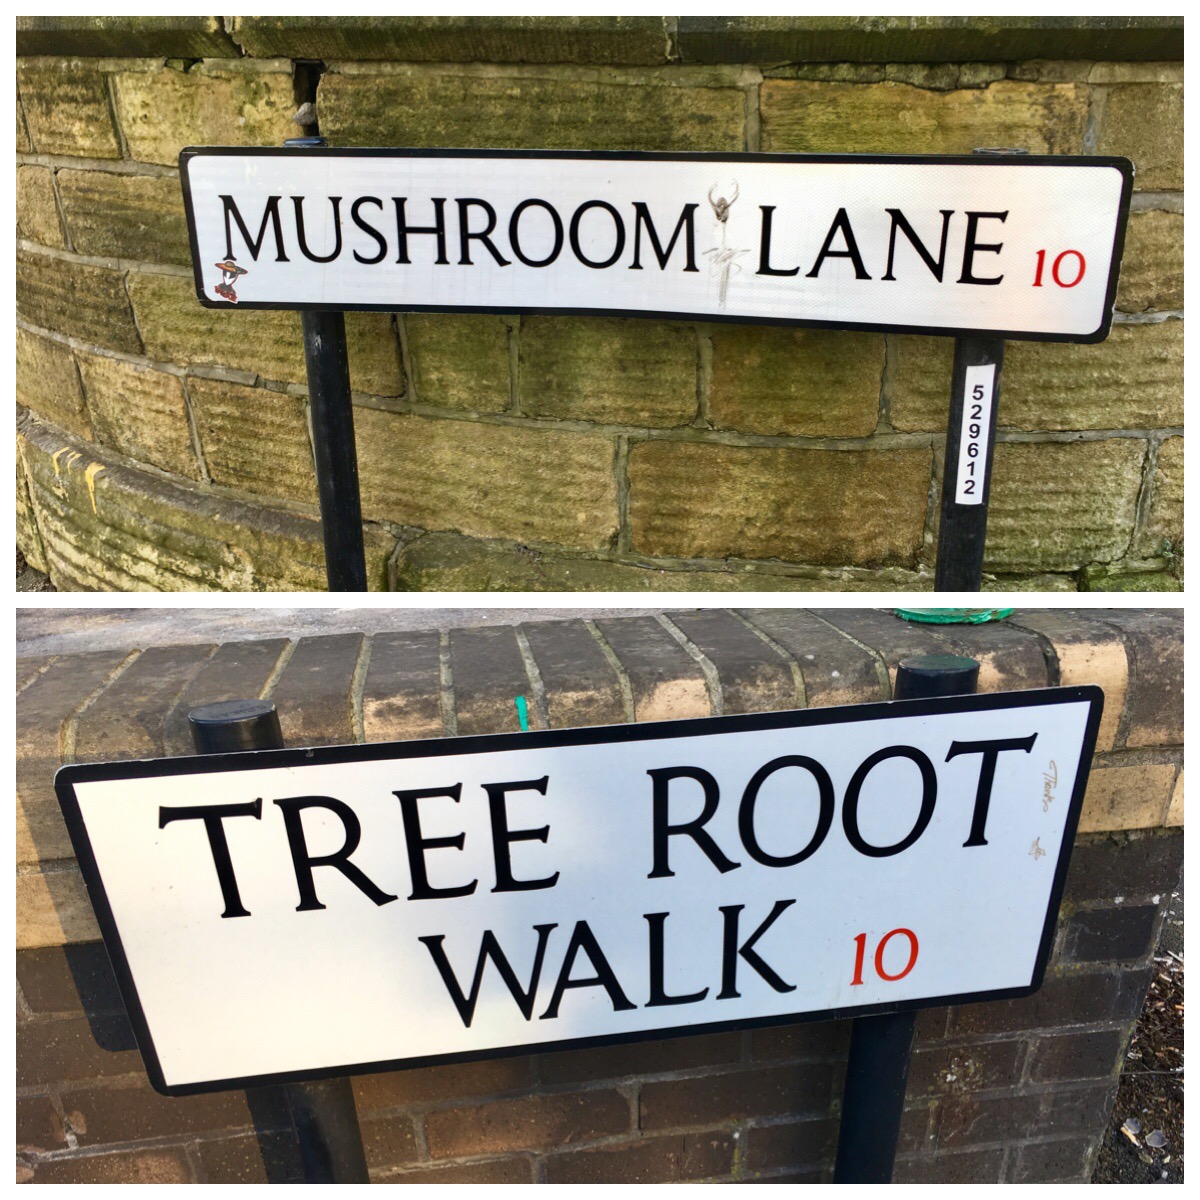 MUSHROOM LANE 10
529612
TREE ROOT
WALK 10